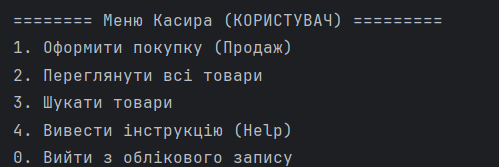 ======== Меню Касира (КОРИСТУВАЧ) =========
1. Оформити покупку (Продаж)
2. Переглянути всі товари
3. Шукати товари
4. Вивести інструкцію (Help)
0. Вийти з облікового запису